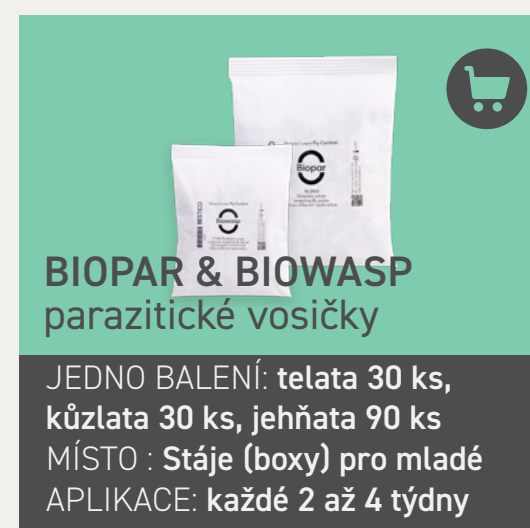 Biopar
Biowasp
BESTICO
BIOPAR & BIOWASP
parazitické vosičky
JEDNO BALENÍ: telata 30 ks,
kůzlata 30 ks, jehňata 90 ks
MÍSTO : Stáje (boxy) pro mladé
APLIKACE: každé 2 až 4 týdny